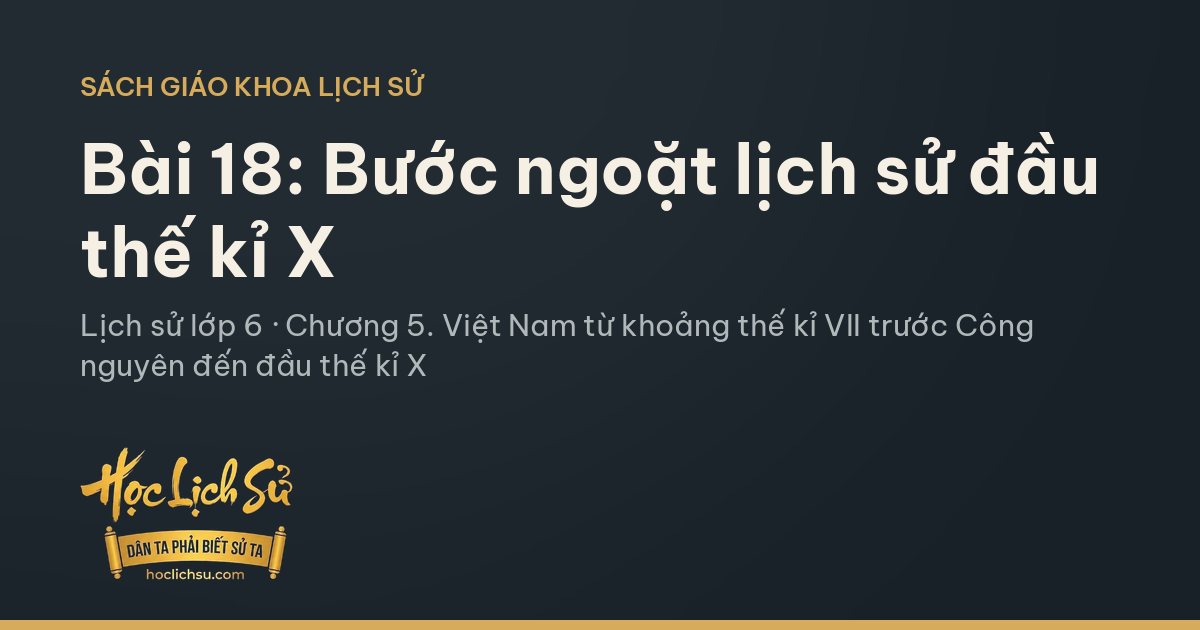 SÁCH GIÁO KHOA LỊCH SỬ
Bài 18: Bước ngoặt lịch sử đầu
thế kỉ X
Lịch sử lớp 6 · Chương 5. Việt Nam từ khoảng thế kỉ VII trước Công
nguyên đến đầu thế kỉ X
Học Lịch Sử
DÂN TA PHẢI BIẾT SỬ TA
hoclichsu.com